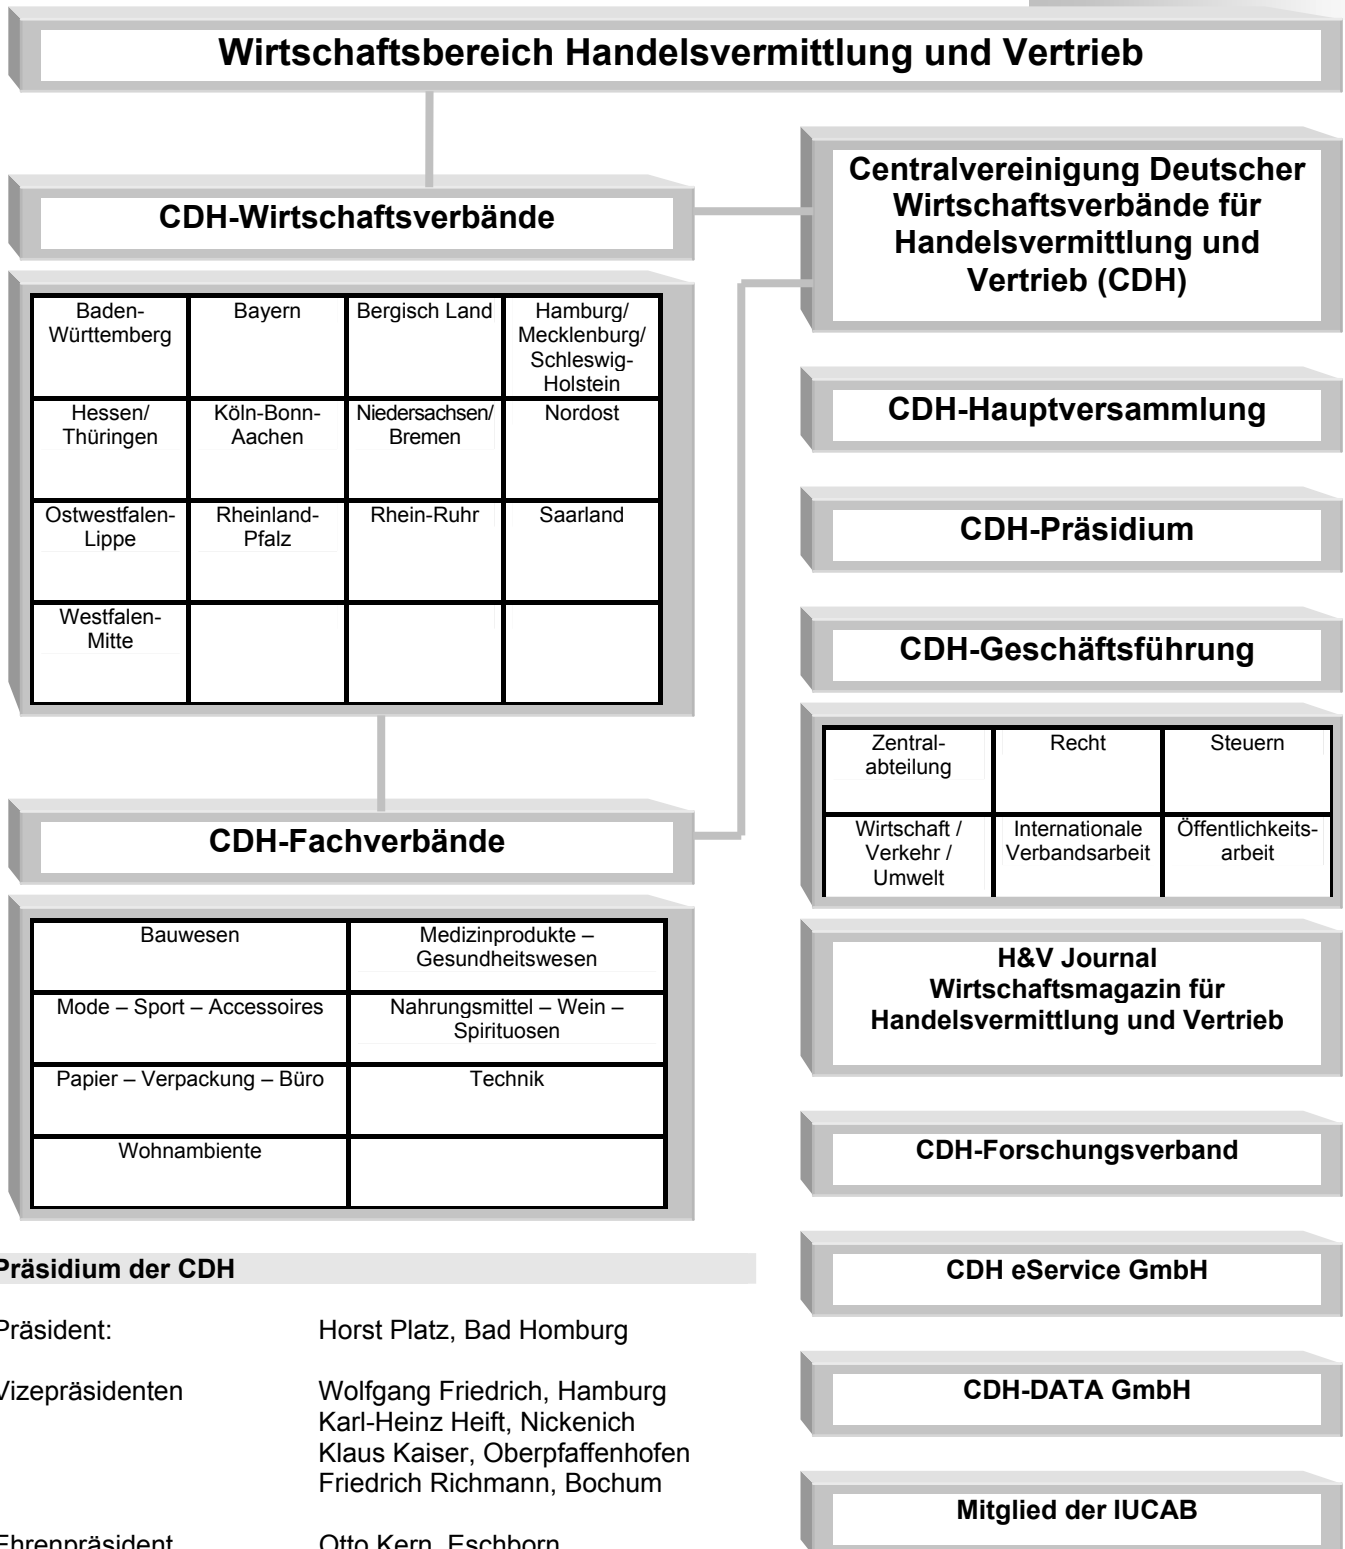 Wirtschaftsbereich Handelsvermittlung und Vertrieb
CDH-Wirtschaftsverbände
Baden-
Württemberg
Bayern
Bergisch Land
Hamburg/
Mecklenburg/
Schleswig-
Holstein
Hessen/
Thüringen
Köln-Bonn-
Aachen
Niedersachsen/
Bremen
Nordost
Ostwestfalen-
Lippe
Rheinland-
Pfalz
Rhein-Ruhr
Saarland
Westfalen-
Mitte
CDH-Fachverbände
Bauwesen
Medizinprodukte –
Gesundheitswesen
Mode – Sport – Accessoires
Nahrungsmittel – Wein –
Spirituosen
Papier – Verpackung – Büro
Technik
Wohnambiente
Präsidium der CDH
Präsident: Horst Platz, Bad Homburg
Vizepräsidenten Wolfgang Friedrich, Hamburg
Karl-Heinz Heift, Nickenich
Klaus Kaiser, Oberpfaffenhofen
Friedrich Richmann, Bochum
Ehrenpräsident Otto Kern, Eschborn
Centralvereinigung Deutscher
Wirtschaftsverbände für
Handelsvermittlung und
Vertrieb (CDH)
CDH-Hauptversammlung
CDH-Präsidium
CDH-Geschäftsführung
Zentral-
abteilung
Recht
Steuern
Wirtschaft /
Verkehr /
Umwelt
Internationale
Verbandsarbeit
Öffentlichkeits-
arbeit
H&V Journal
Wirtschaftsmagazin für
Handelsvermittlung und Vertrieb
CDH-Forschungsverband
CDH eService GmbH
CDH-DATA GmbH
Mitglied der IUCAB